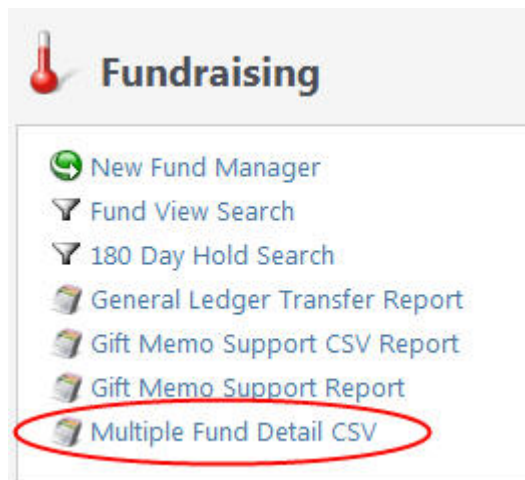 Fundraising
New Fund Manager
Fund View Search
180 Day Hold Search
General Ledger Transfer Report
Gift Memo Support CSV Report
Gift Memo Support Report
Multiple Fund Detail CSV